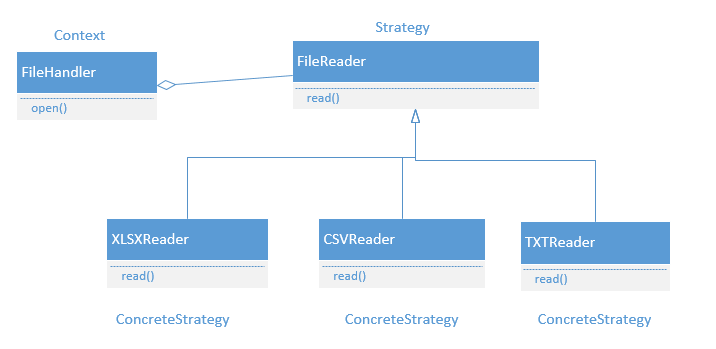 Context
Strategy
FileHandler
open()
FileReader
read()
XLSXReader
read()
CSVReader
read()
TXTReader
read()
ConcreteStrategy
ConcreteStrategy
ConcreteStrategy